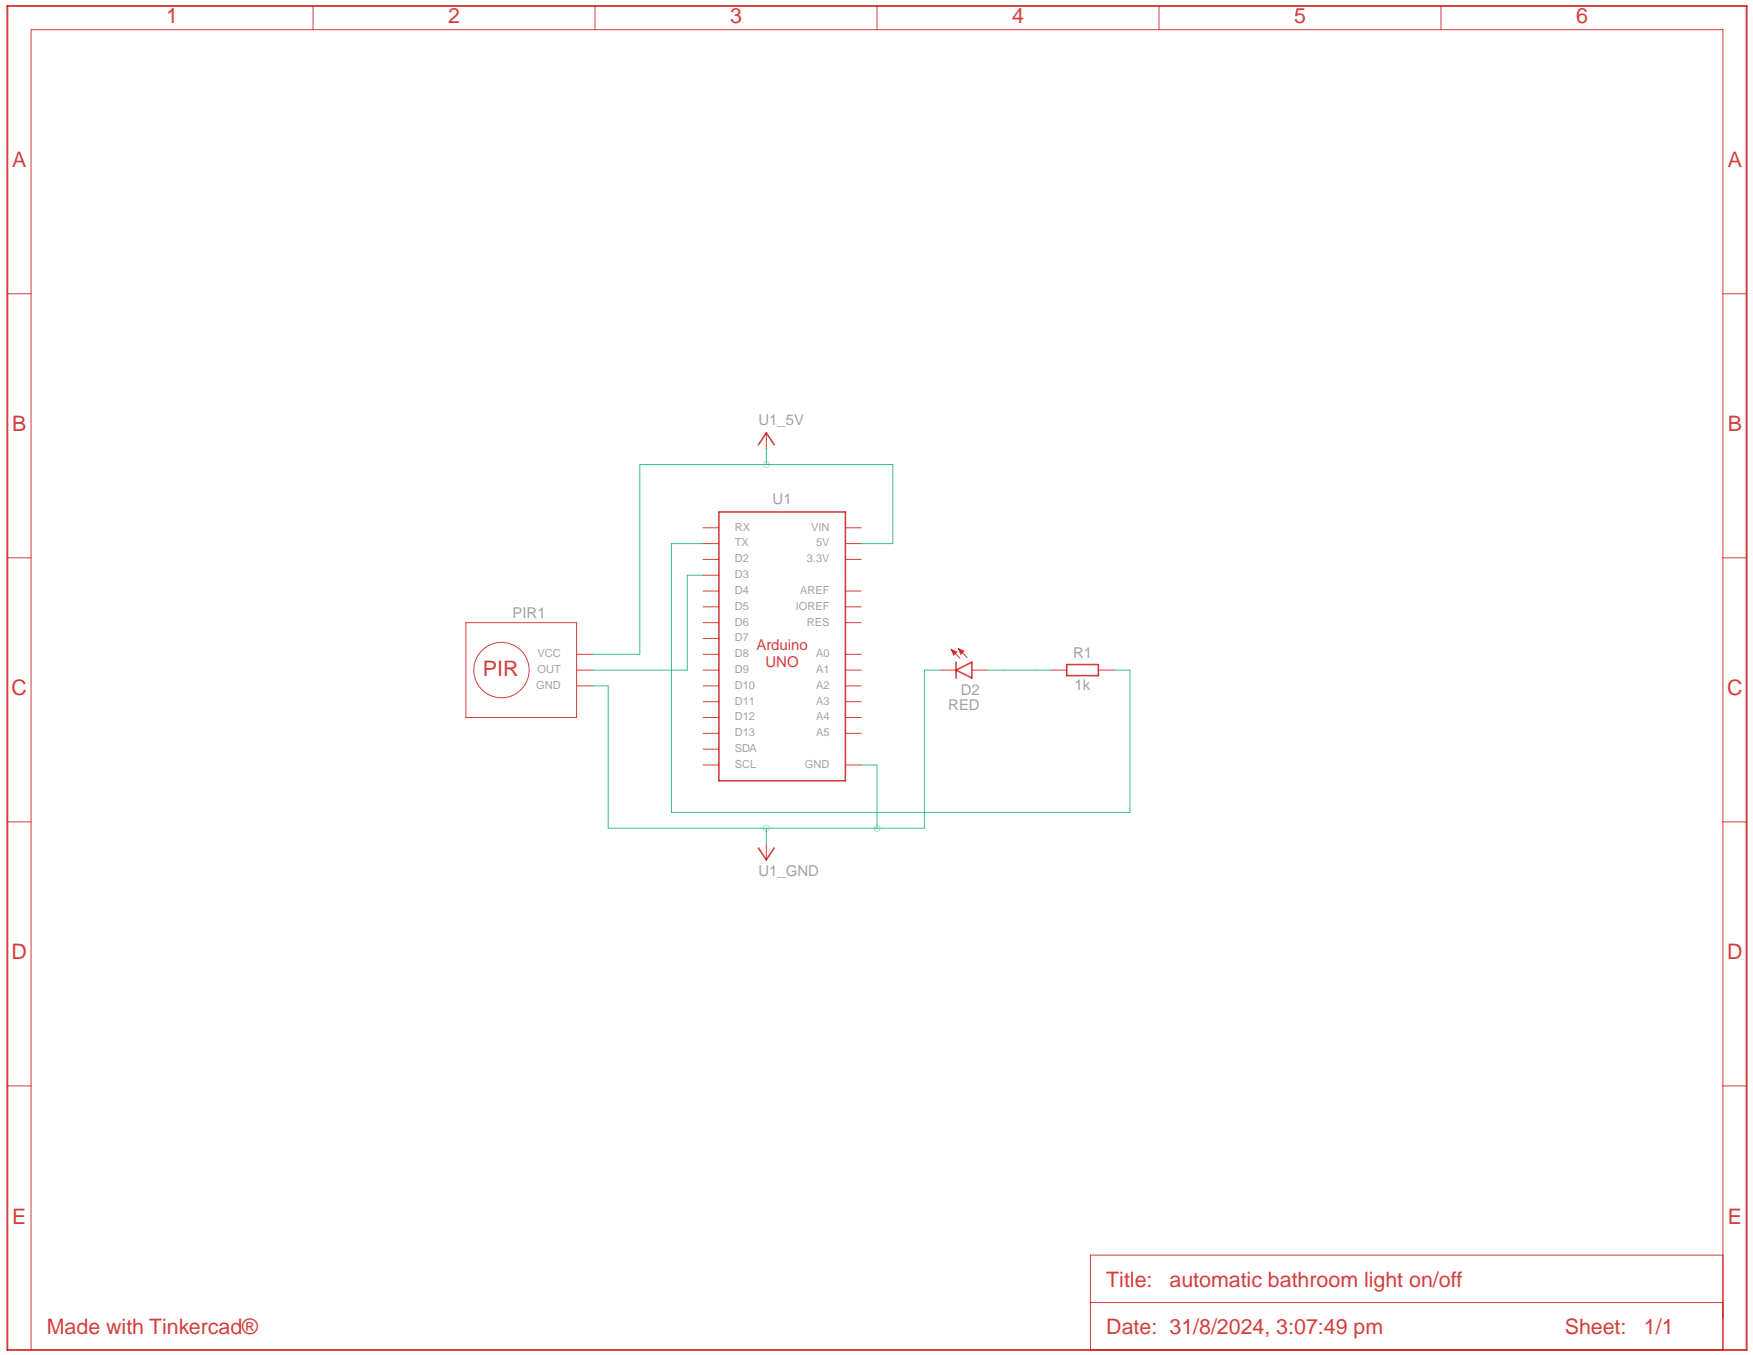 1 2 3 4 5 6
A A
B B
U1_5V
U1
RX VIN
TX 5V
D2 3.3V
D3
D4 AREF
D5 IOREF
D6 RES
D7
Arduino
UNO
D8 A0
D9 A1
D10 A2
D11 A3
D12 A4
D13 A5
SDA
SCL GND
PIR1
PIR
VCC
OUT
GND
D2
RED
R1
1k
C C
U1_GND
D D
E E
Title: automatic bathroom light on/off
Made with Tinkercad®
Date: 31/8/2024, 3:07:49 pm Sheet: 1/1